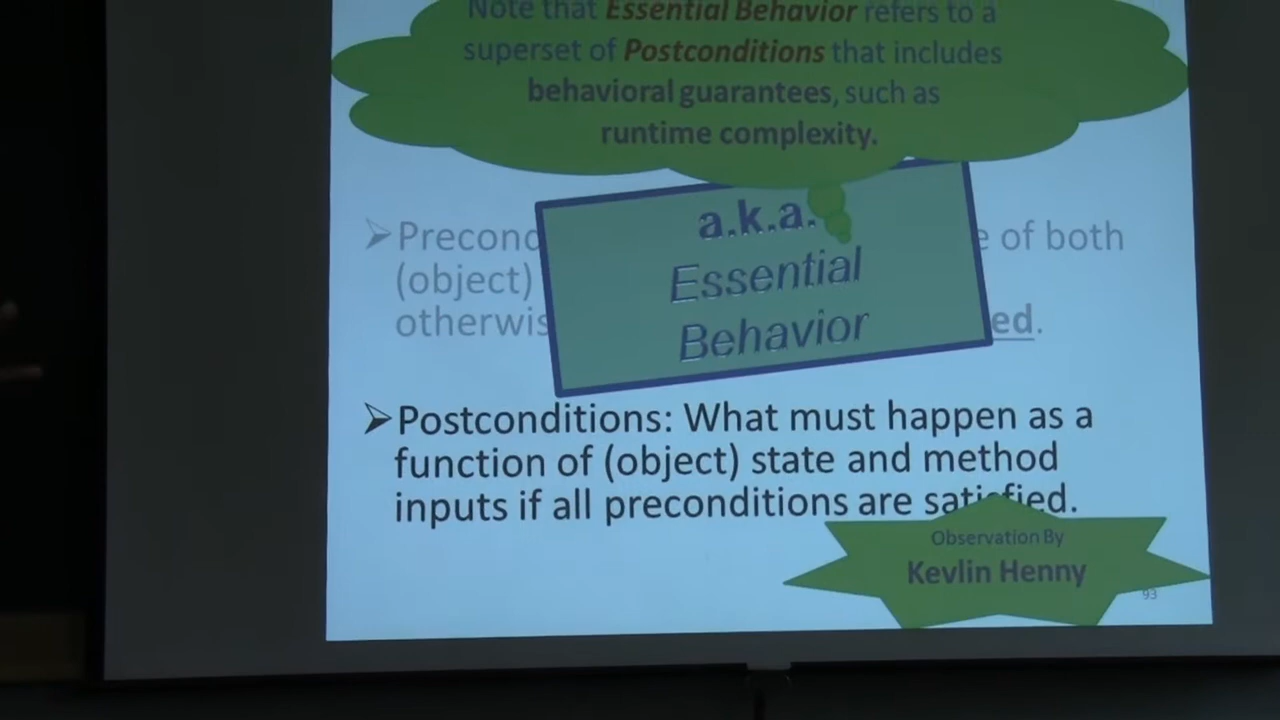 Note that Essential Behavior refers to a
superset of Postconditions that includes
behavioral guarantees, such as
runtime complexity.
a.k.a.
Essential
Behavior
➢Precond e of both
(object)
otherwis ed.
➢Postconditions: What must happen as a
function of (object) state and method
inputs if all preconditions are satisfied.
Observation By
Kevlin Henny
93